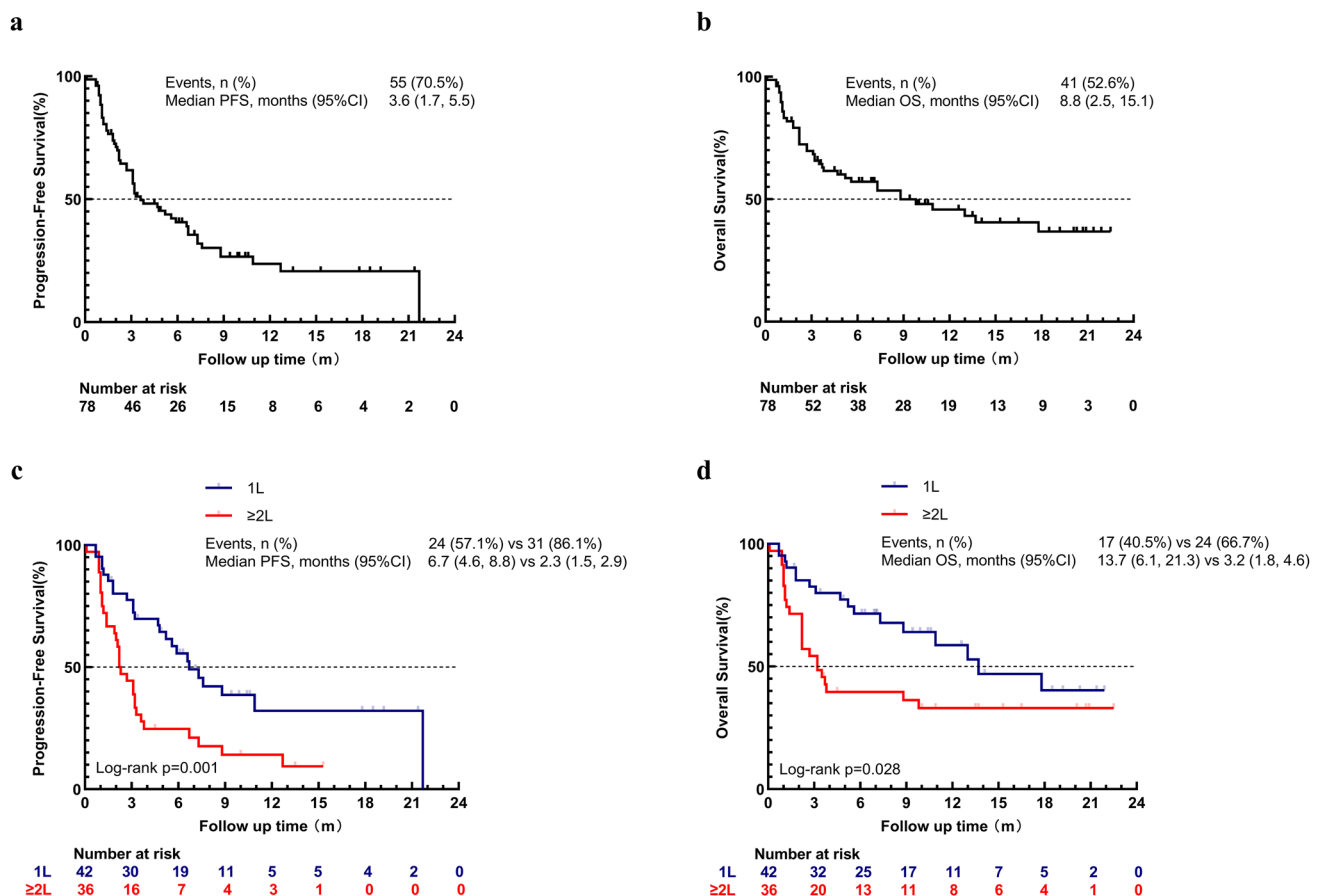 a
Events, n (%) 55 (70.5%)
Median PFS, months (95%CI) 3.6 (1.7, 5.5)
Progression-Free Survival(%)
100
50
0
0 3 6 9 12 15 18 21 24
Follow up time（m）
Number at risk
78 46 26 15 8 6 4 2 0
b
Events, n (%) 41 (52.6%)
Median OS, months (95%CI) 8.8 (2.5, 15.1)
Overall Survival(%)
100
50
0
0 3 6 9 12 15 18 21 24
Follow up time（m）
Number at risk
78 52 38 28 19 13 9 3 0
c
1L
≥2L
Events, n (%) 24 (57.1%) vs 31 (86.1%)
Median PFS, months (95%CI) 6.7 (4.6, 8.8) vs 2.3 (1.5, 2.9)
Progression-Free Survival(%)
100
50
0
Log-rank p=0.001
0 3 6 9 12 15 18 21 24
Follow up time（m）
Number at risk
1L 42 30 19 11 5 5 4 2 0
≥2L 36 16 7 4 3 1 0 0 0
d
1L
≥2L
Events, n (%) 17 (40.5%) vs 24 (66.7%)
Median OS, months (95%CI) 13.7 (6.1, 21.3) vs 3.2 (1.8, 4.6)
Overall Survival(%)
100
50
0
Log-rank p=0.028
0 3 6 9 12 15 18 21 24
Follow up time（m）
Number at risk
1L 42 32 25 17 11 7 5 2 0
≥2L 36 20 13 11 8 6 4 1 0